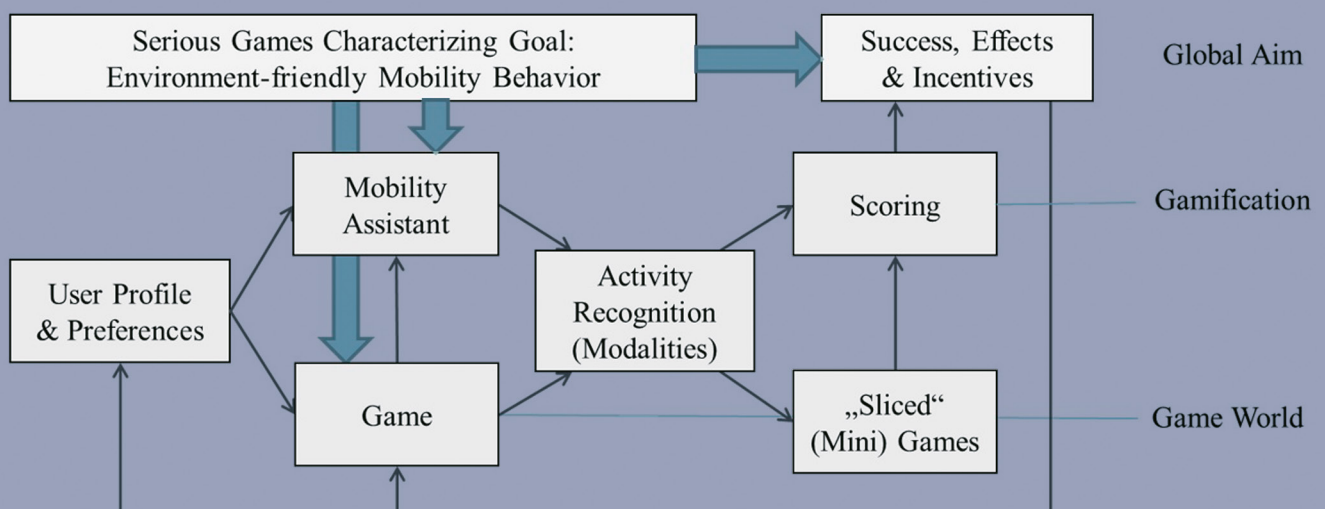 Serious Games Characterizing Goal:
Environment-friendly Mobility Behavior
Success, Effects
& Incentives
Global Aim
Mobility
Assistant
Scoring
Gamification
User Profile
& Preferences
Activity
Recognition
(Modalities)
Game
„Sliced“
(Mini) Games
Game World